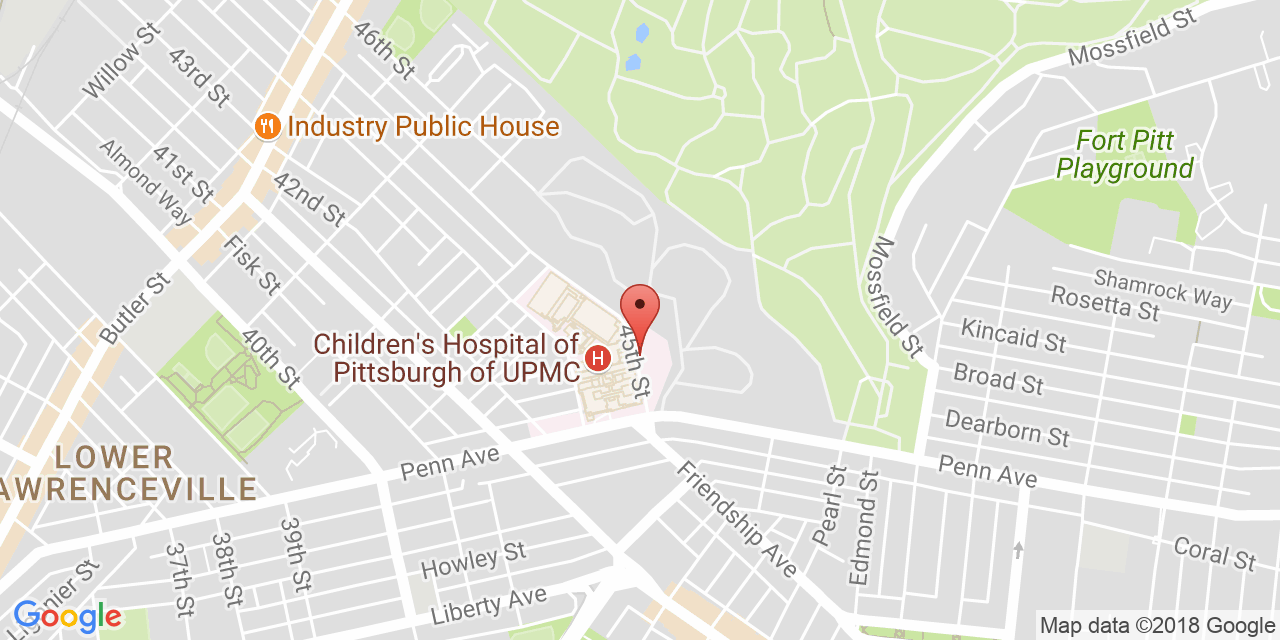 Willow St
43rd St
46th St
Mossfield St
Industry Public House
Fort Pitt
Playground
Almond Way
41st St
42nd St
Fisk St
Butler St
Mossfield St
Shamrock Way
Rosetta St
Kincaid St
Children's Hospital of
Pittsburgh of UPMC
H
45th St
40th St
Broad St
Dearborn St
LOWER
AWRENCEVILLE
Penn Ave
Penn Ave
Friendship Ave
Pearl St
Edmond St
37th St
38th St
39th St
Howley St
Coral St
Liberty Ave
Ligonier St
Google
Map data ©2018 Google